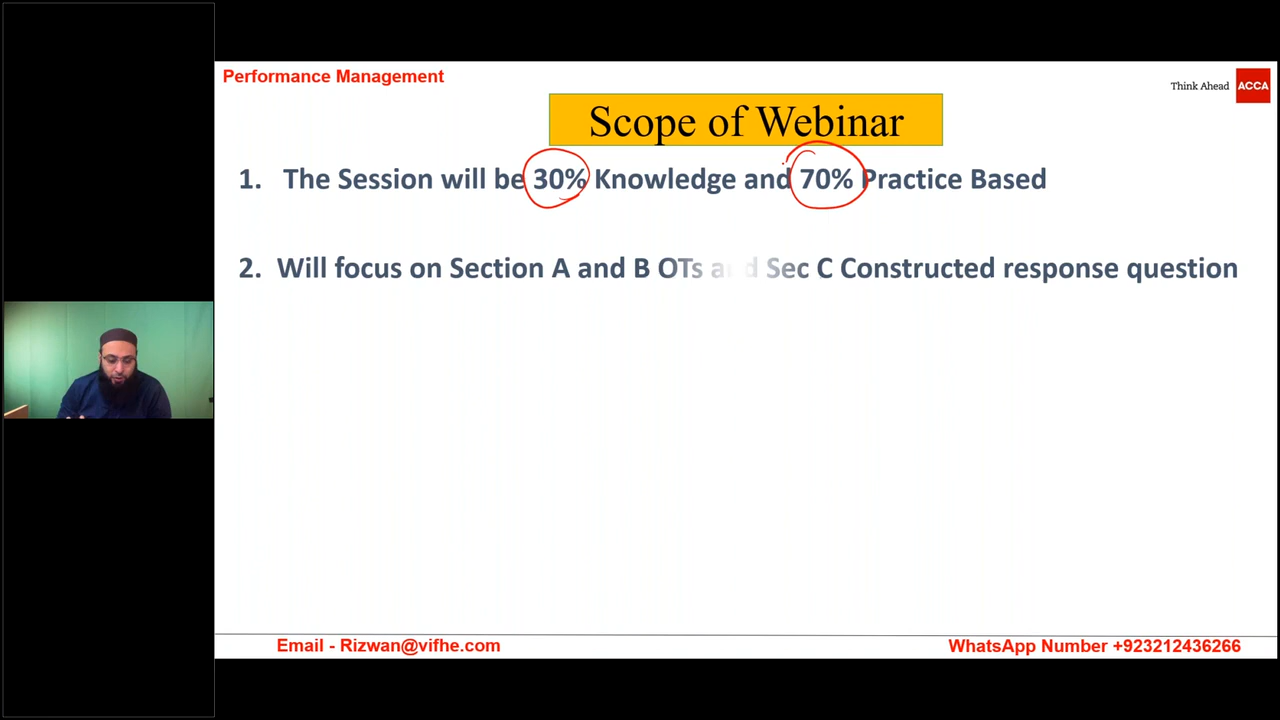 Performance Management
Think Ahead ACCA
Scope of Webinar
1. The Session will be 30% Knowledge and 70% Practice Based
2. Will focus on Section A and B OTs and Sec C Constructed response question
Email - Rizwan@vifhe.com
WhatsApp Number +923212436266